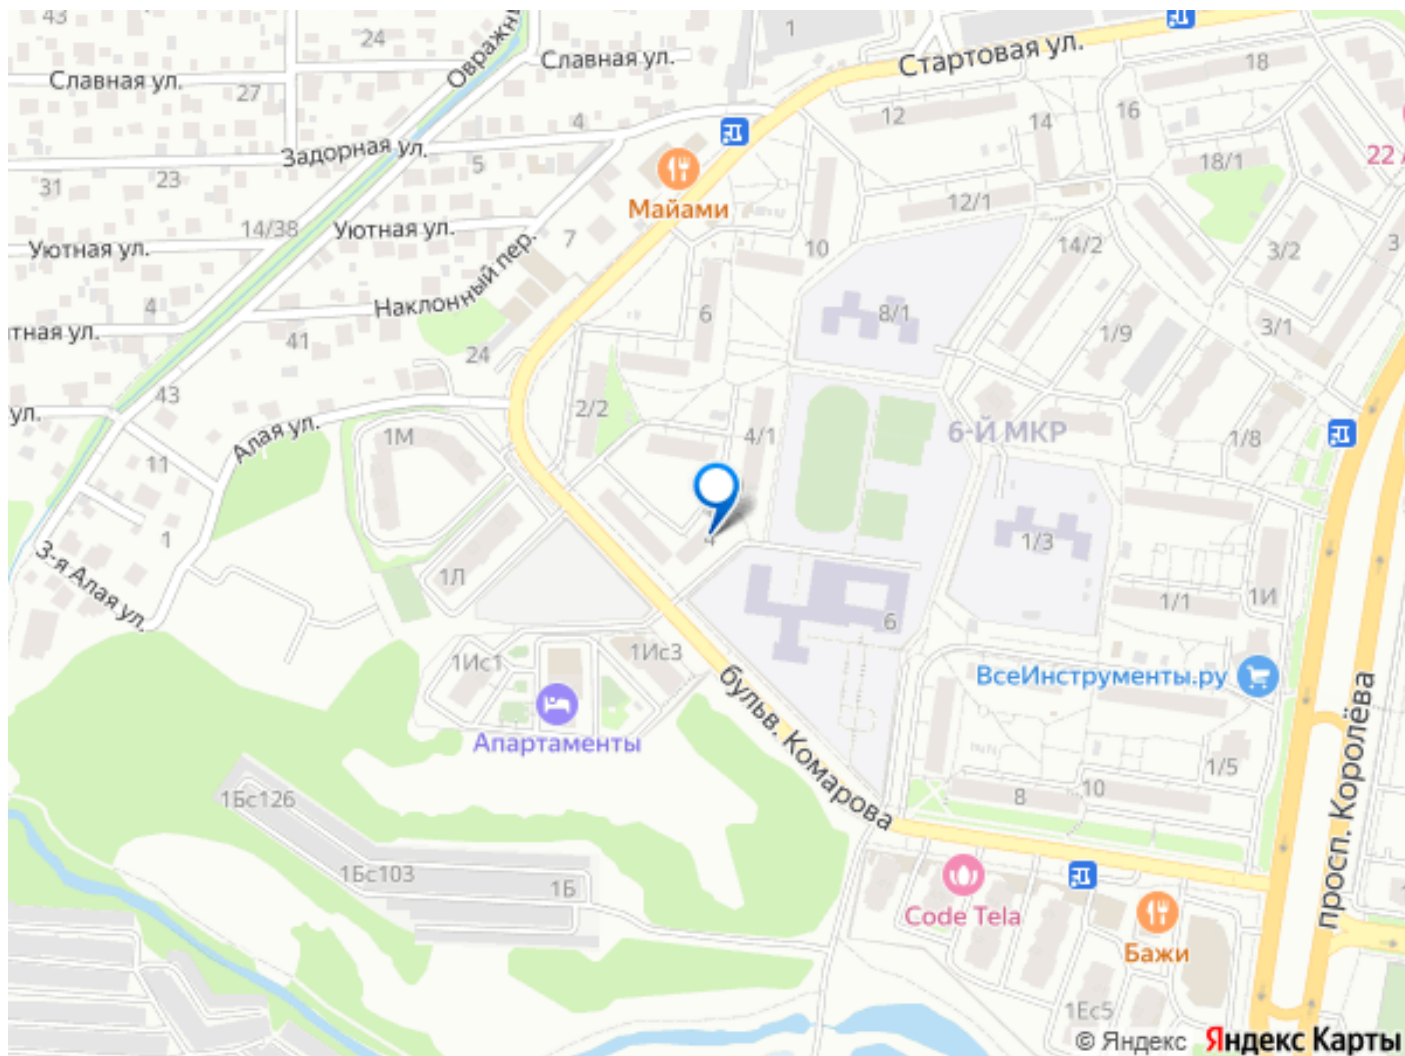 43
24
1
Овражн
Славная ул.
Стартовая ул.
18
Славная ул.
27
4
12
14
16
Задорная ул.
5
18/1
22
31
23
Майами
12/1
14/38
Уютная ул.
7
10
14/2
3/2
3
Уютная ул.
Наклонный пер.
4
6
8/1
3/1
тная ул.
41
24
1/9
43
ул.
2/2
Алая ул.
1М
4/1
6-Й МКР
1/8
11
4
1
1/3
3-я Алая ул.
1Л
1/1
1И
6
1Ис1
1Ис3
ВсеИнструменты.ру
бульв. Комарова
просп. Королёва
Апартаменты
1/5
1Бс126
8
10
1Бс103
1Б
Code Tela
Бажи
1Ес5
© Яндекс Яндекс Карты